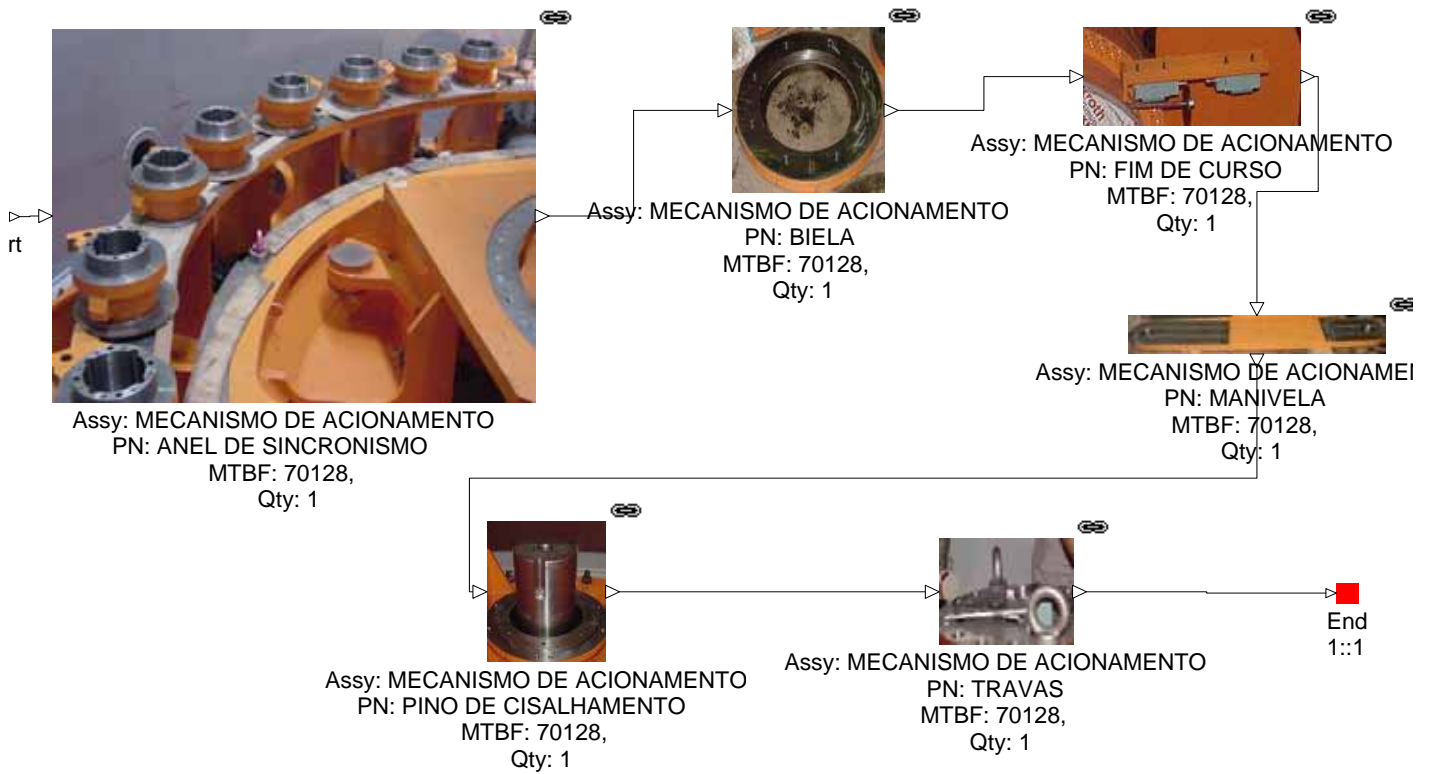 rt
Assy: MECANISMO DE ACIONAMENTO
PN: ANEL DE SINCRONISMO
MTBF: 70128,
Qty: 1
Assy: MECANISMO DE ACIONAMENTO
PN: BIELA
MTBF: 70128,
Qty: 1
roth
Assy: MECANISMO DE ACIONAMENTO
PN: FIM DE CURSO
MTBF: 70128,
Qty: 1
Assy: MECANISMO DE ACIONAMEI
PN: MANIVELA
MTBF: 70128,
Qty: 1
Assy: MECANISMO DE ACIONAMENTO
PN: PINO DE CISALHAMENTO
MTBF: 70128,
Qty: 1
Assy: MECANISMO DE ACIONAMENTO
PN: TRAVAS
MTBF: 70128,
Qty: 1
End
1::1